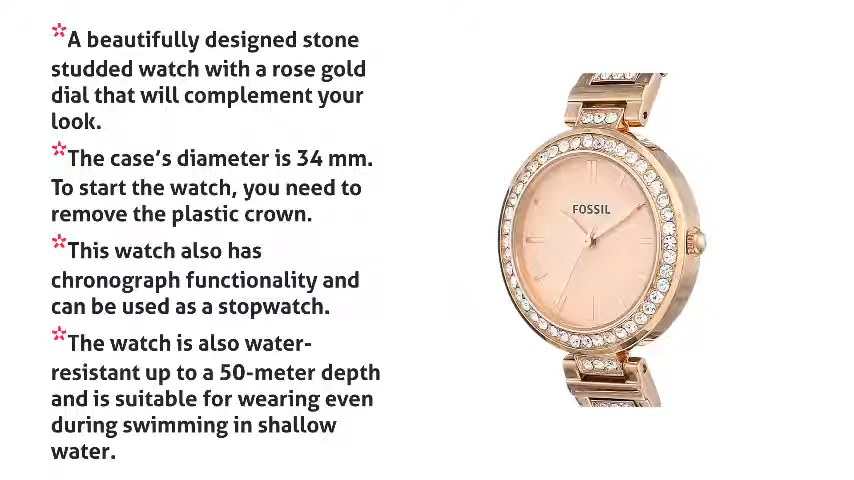 *A beautifully designed stone
studded watch with a rose gold
dial that will complement your
look.
*The case's diameter is 34 mm.
To start the watch, you need to
remove the plastic crown.
*This watch also has
chronograph functionality and
can be used as a stopwatch.
*The watch is also water-
resistant up to a 50-meter depth
and is suitable for wearing even
during swimming in shallow
water.
FOSSIL